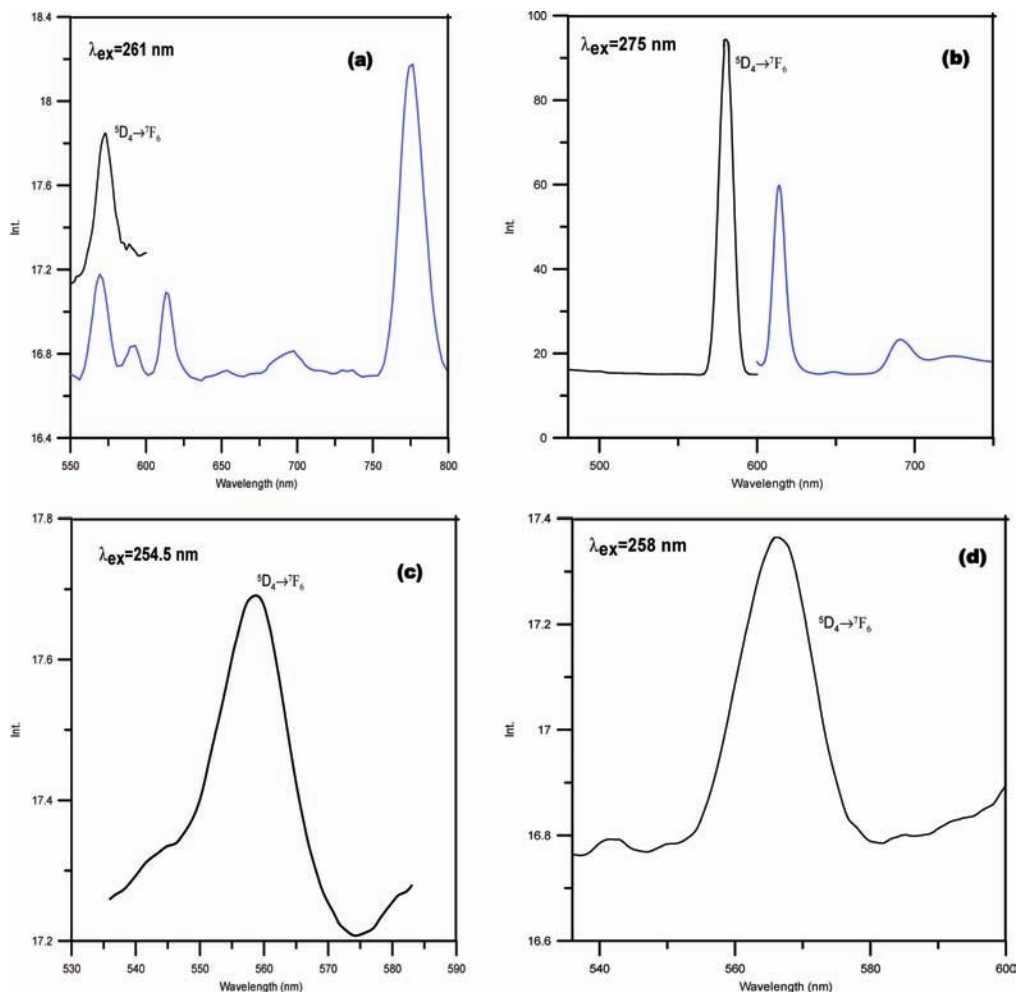 λex=261 nm
(a)
⁵D₄→⁷F₆
18.4
18
17.6
17.2
16.8
16.4
Int.
550 600 650 700 750 800
Wavelength (nm)
λex=275 nm
(b)
⁵D₄→⁷F₆
100
80
60
40
20
0
Int.
500 600 700
Wavelength (nm)
λex=254.5 nm
(c)
⁵D₄→⁷F₆
17.8
17.6
17.4
17.2
Int.
530 540 550 560 570 580 590
Wavelength (nm)
λex=258 nm
(d)
⁵D₄→⁷F₆
17.4
17.2
17
16.8
16.6
Int.
540 560 580 600
Wavelength (nm)